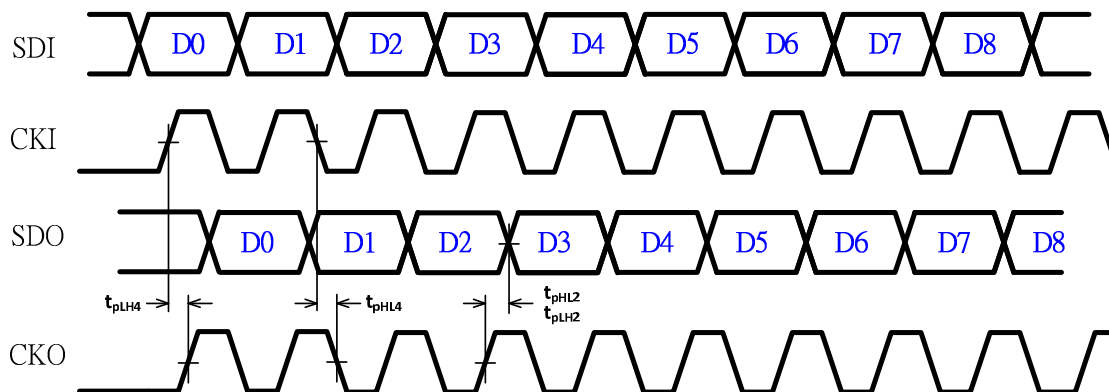 SDI D0 D1 D2 D3 D4 D5 D6 D7 D8
CKI
SDO D0 D1 D2 D3 D4 D5 D6 D7 D8
tpLH4 tpHL4 tpHL2
tpLH2
CKO